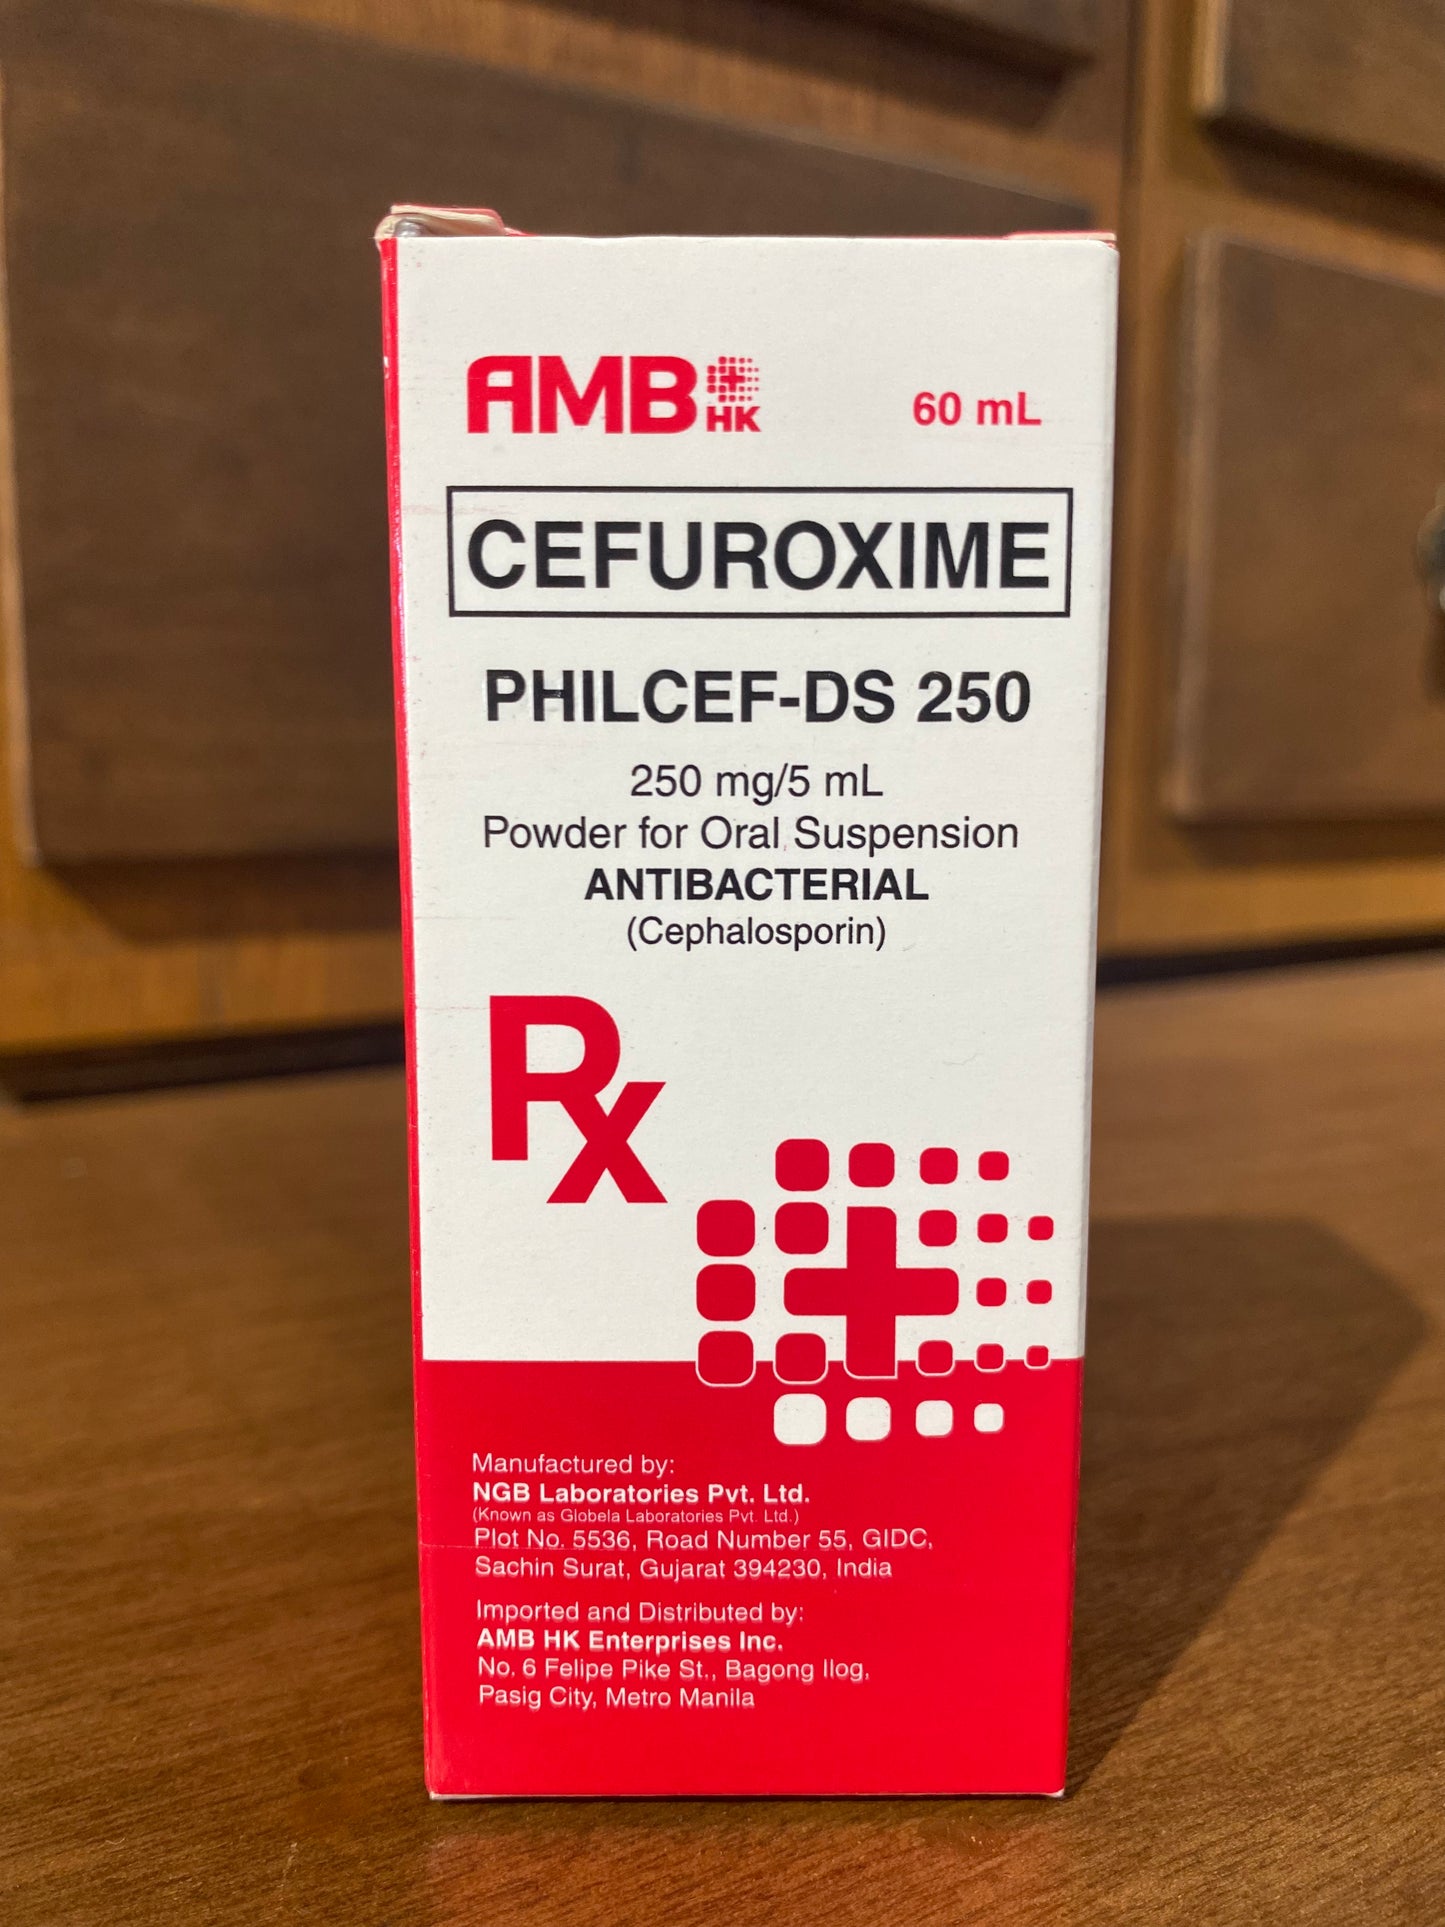 AMB HK
60 mL
CEFUROXIME
PHILCEF-DS 250
250 mg/5 mL
Powder for Oral Suspension
ANTIBACTERIAL
(Cephalosporin)
Rx
Manufactured by:
NGB Laboratories Pvt. Ltd.
(Known as Globela Laboratories Pvt. Ltd.)
Plot No. 5536, Road Number 55, GIDC,
Sachin Surat, Gujarat 394230, India
Imported and Distributed by:
AMB HK Enterprises Inc.
No. 6 Felipe Pike St., Bagong Ilog,
Pasig City, Metro Manila